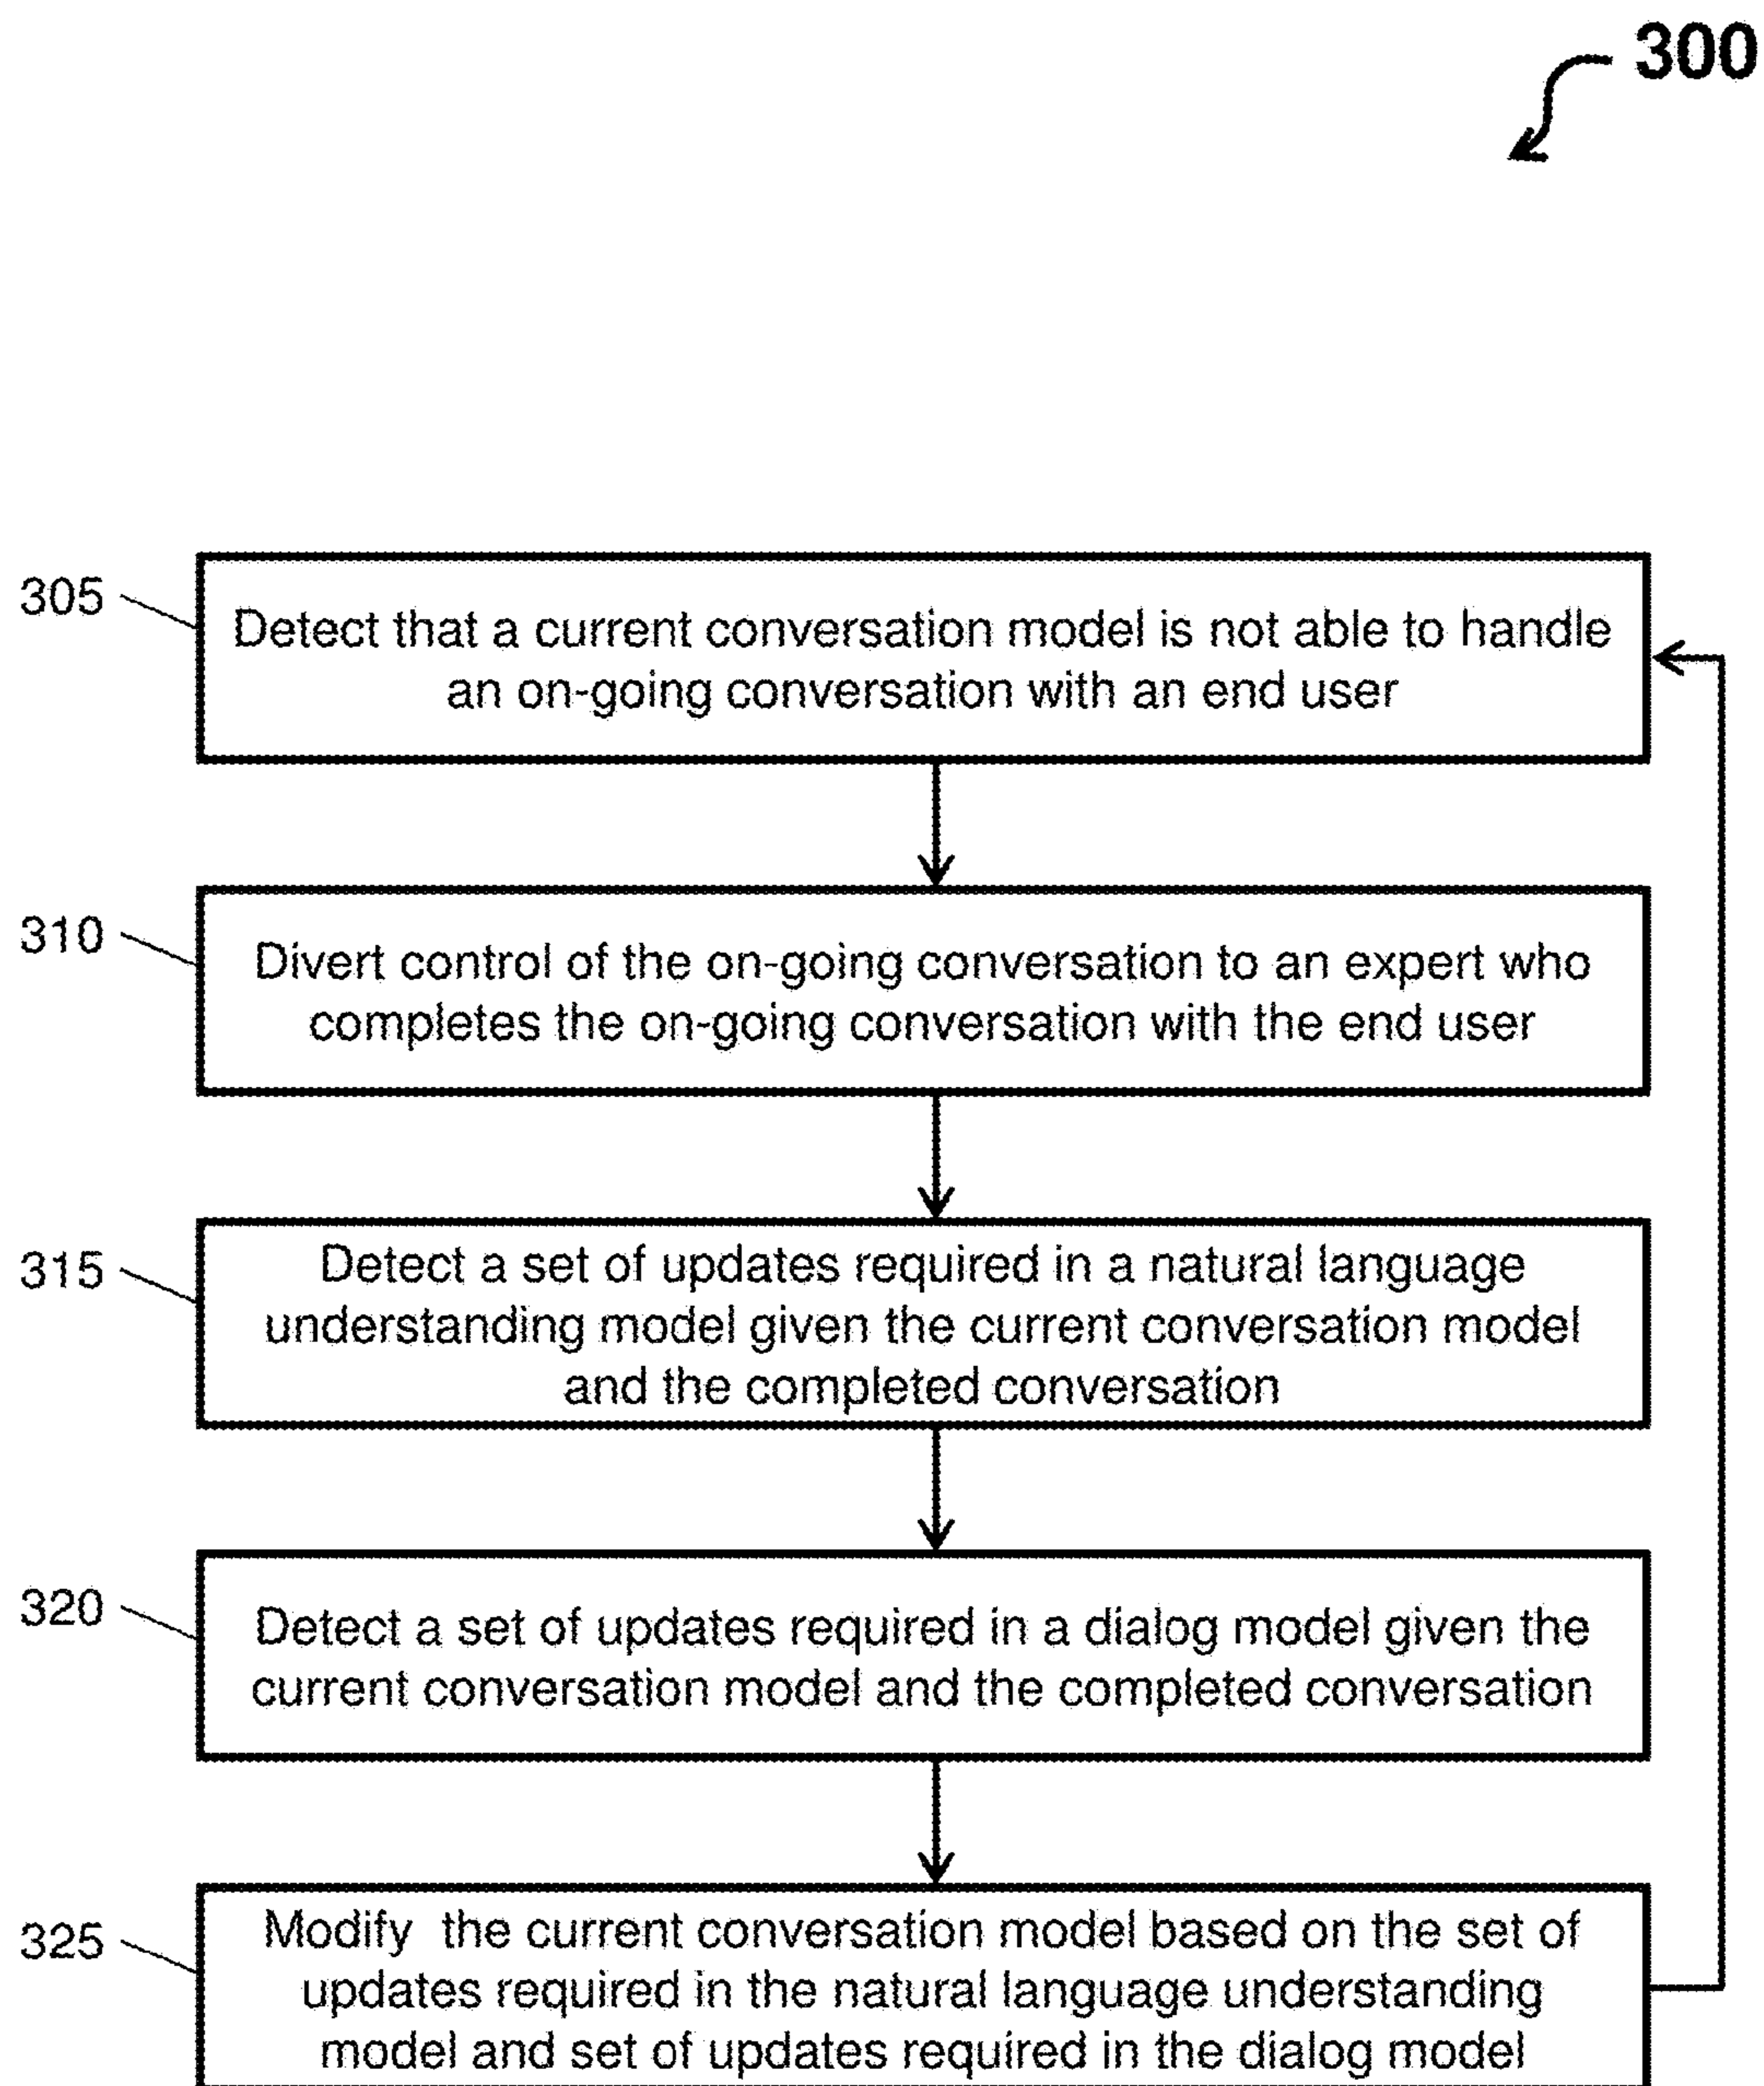 300
305
Detect that a current conversation model is not able to handle
an on-going conversation with an end user
310
Divert control of the on-going conversation to an expert who
completes the on-going conversation with the end user
315
Detect a set of updates required in a natural language
understanding model given the current conversation model
and the completed conversation
320
Detect a set of updates required in a dialog model given the
current conversation model and the completed conversation
325
Modify the current conversation model based on the set of
updates required in the natural language understanding
model and set of updates required in the dialog model